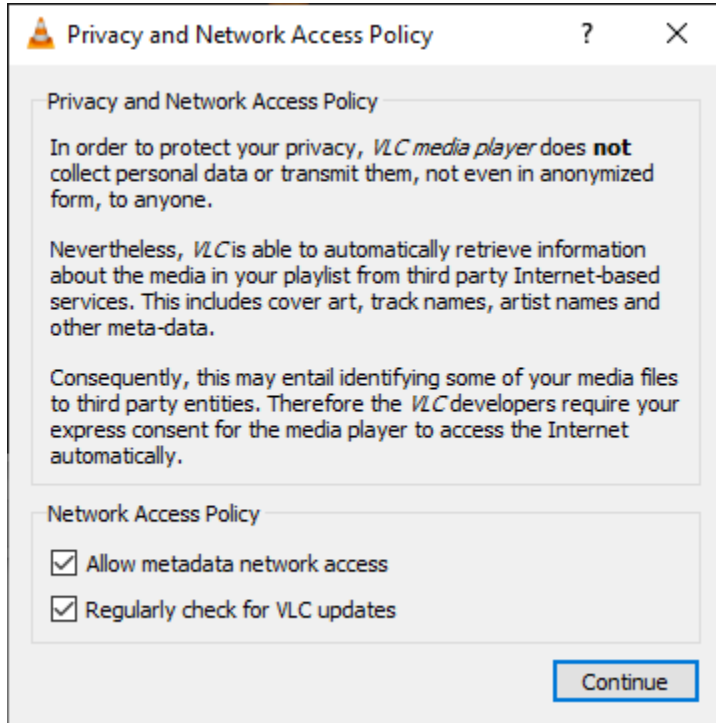 Privacy and Network Access Policy ? ✕
Privacy and Network Access Policy
In order to protect your privacy, VLC media player does not
collect personal data or transmit them, not even in anonymized
form, to anyone.
Nevertheless, VLC is able to automatically retrieve information
about the media in your playlist from third party Internet-based
services. This includes cover art, track names, artist names and
other meta-data.
Consequently, this may entail identifying some of your media files
to third party entities. Therefore the VLC developers require your
express consent for the media player to access the Internet
automatically.
Network Access Policy
Allow metadata network access
Regularly check for VLC updates
Continue